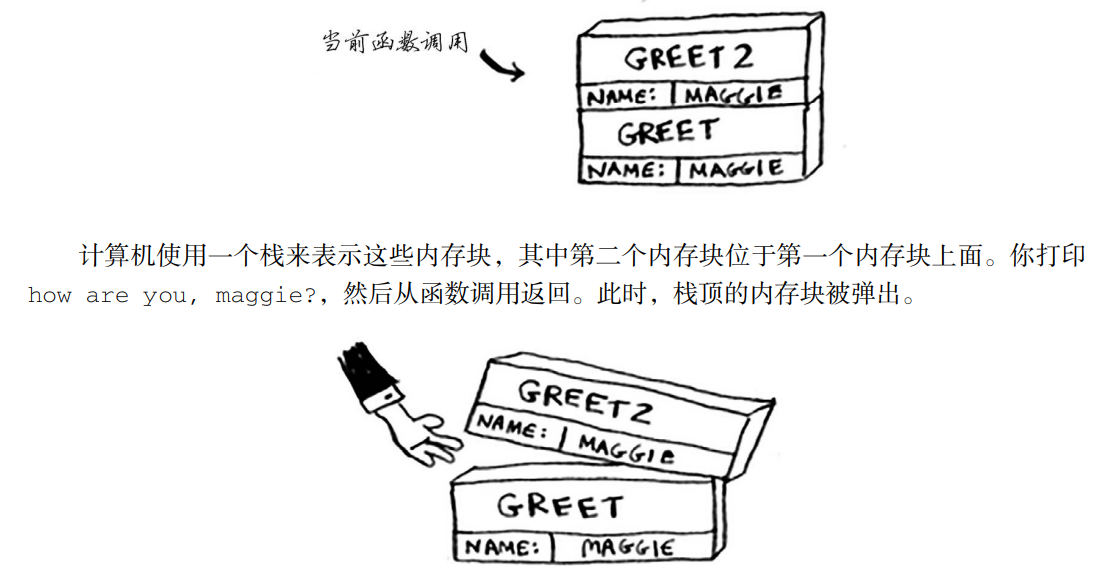 当前函数调用
GREET2
NAME: MAGGIE
GREET
NAME: MAGGIE
计算机使用一个栈来表示这些内存块，其中第二个内存块位于第一个内存块上面。你打印
how are you, maggie?，然后从函数调用返回。此时，栈顶的内存块被弹出。
GREET2
NAME: MAGGIE
GREET
NAME: MAGGIE